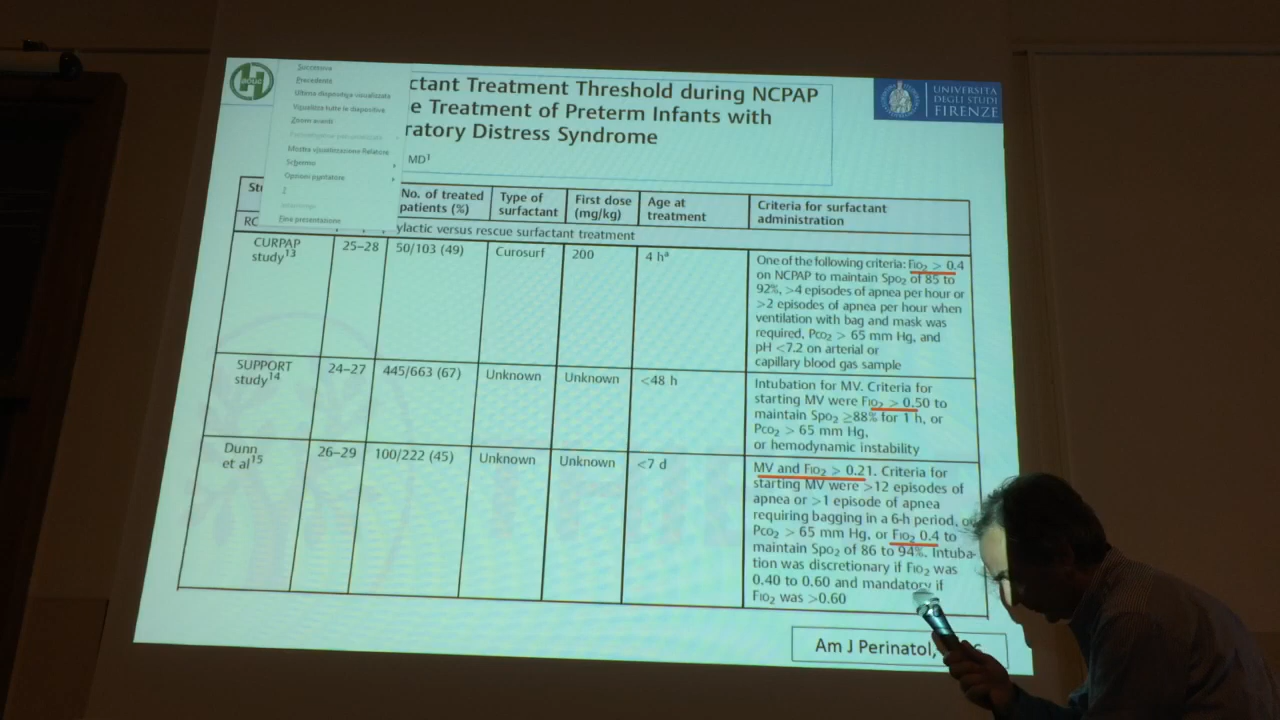 HOUC
Successiva
Precedente
Ultima diapositiva visualizzata
Visualizza tutte le diapositive
Zoom avanti
Mostra visualizzazione Relatore
Schermo
Opzioni puntatore
?
Fine presentazione
ctant Treatment Threshold during NCPAP
e Treatment of Preterm Infants with
ratory Distress Syndrome
MD1
UNIVERSITÀ
DEGLI STUDI
FIRENZE
No. of treated
patients (%)
Type of
surfactant
First dose
(mg/kg)
Age at
treatment
Criteria for surfactant
administration
ylactic versus rescue surfactant treatment
CURPAP
study13
25–28
50/103 (49)
Curosurf
200
4 ha
One of the following criteria: FIO2 > 0.4
on NCPAP to maintain SpO2 of 85 to
92%, >4 episodes of apnea per hour or
>2 episodes of apnea per hour when
ventilation with bag and mask was
required, PCO2 > 65 mm Hg, and
pH <7.2 on arterial or
capillary blood gas sample
SUPPORT
study14
24–27
445/663 (67)
Unknown
Unknown
<48 h
Intubation for MV. Criteria for
starting MV were FIO2 > 0.50 to
maintain SpO2 ≥88% for 1 h, or
PCO2 > 65 mm Hg,
or hemodynamic instability
Dunn
et al15
26–29
100/222 (45)
Unknown
Unknown
<7 d
MV and FIO2 > 0.21. Criteria for
starting MV were >12 episodes of
apnea or >1 episode of apnea
requiring bagging in a 6-h period, or
PCO2 > 65 mm Hg, or FIO2 0.4 to
maintain SpO2 of 86 to 94%. Intuba-
tion was discretionary if FIO2 was
0.40 to 0.60 and mandatory if
FIO2 was >0.60
Am J Perinatol,